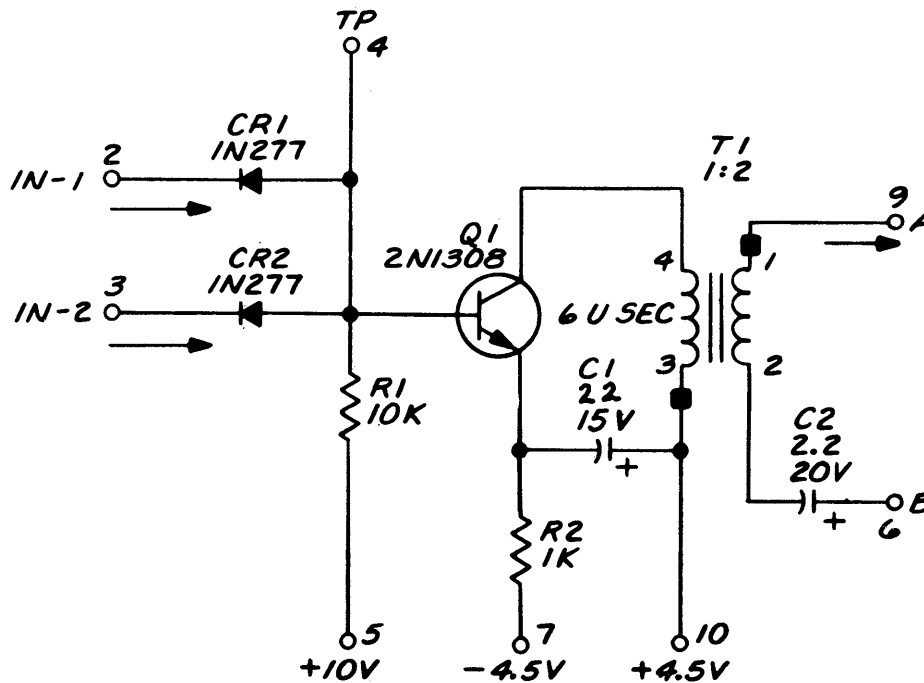 TP
4
CR1
1N277
2
IN-1
CR2
1N277
3
IN-2
Q1
2N1308
T1
1:2
9
A
4
1
6 U SEC
3
2
C1
22
15V
+
R1
10K
C2
2.2
20V
+
B
6
R2
1K
5
+10V
7
-4.5V
10
+4.5V